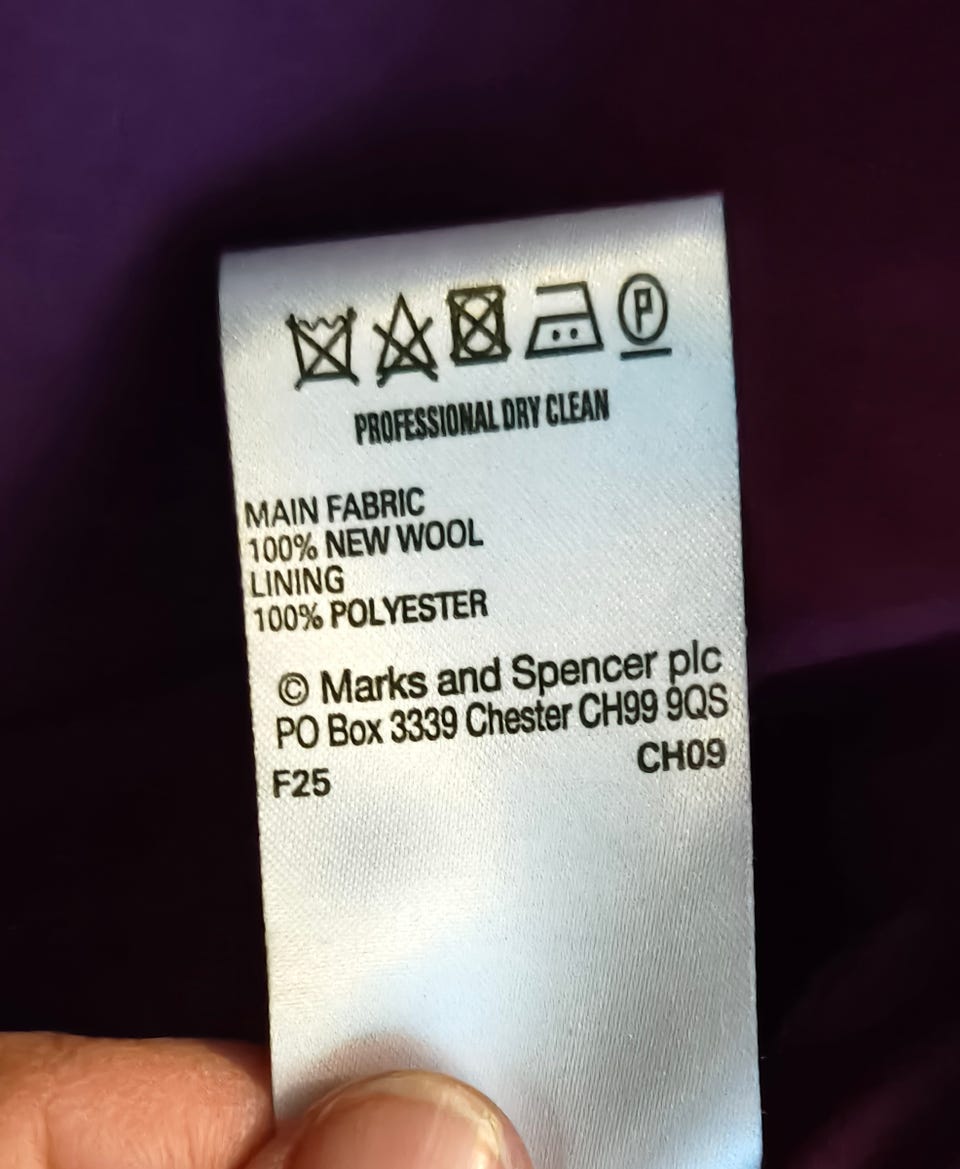 P
PROFESSIONAL DRY CLEAN
MAIN FABRIC
100% NEW WOOL
LINING
100% POLYESTER
© Marks and Spencer plc
PO Box 3339 Chester CH99 9QS
F25 CH09